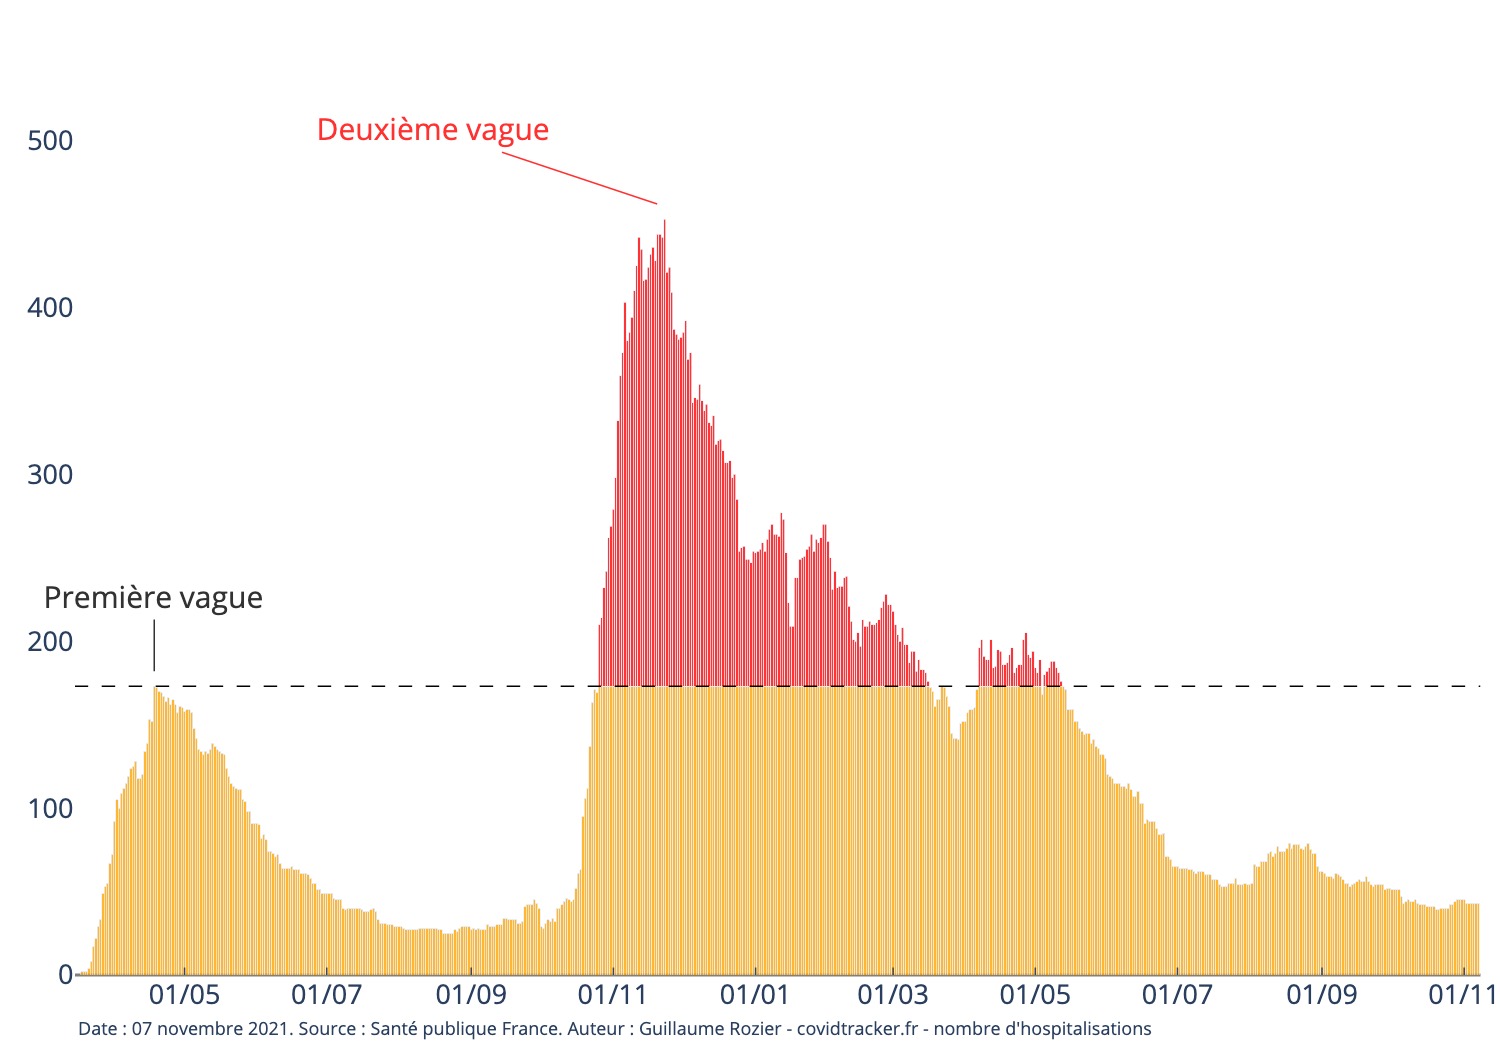 Deuxième vague
500
400
300
Première vague
200
100
0
01/05 01/07 01/09 01/11 01/01 01/03 01/05 01/07 01/09 01/11
Date : 07 novembre 2021. Source : Santé publique France. Auteur : Guillaume Rozier - covidtracker.fr - nombre d'hospitalisations